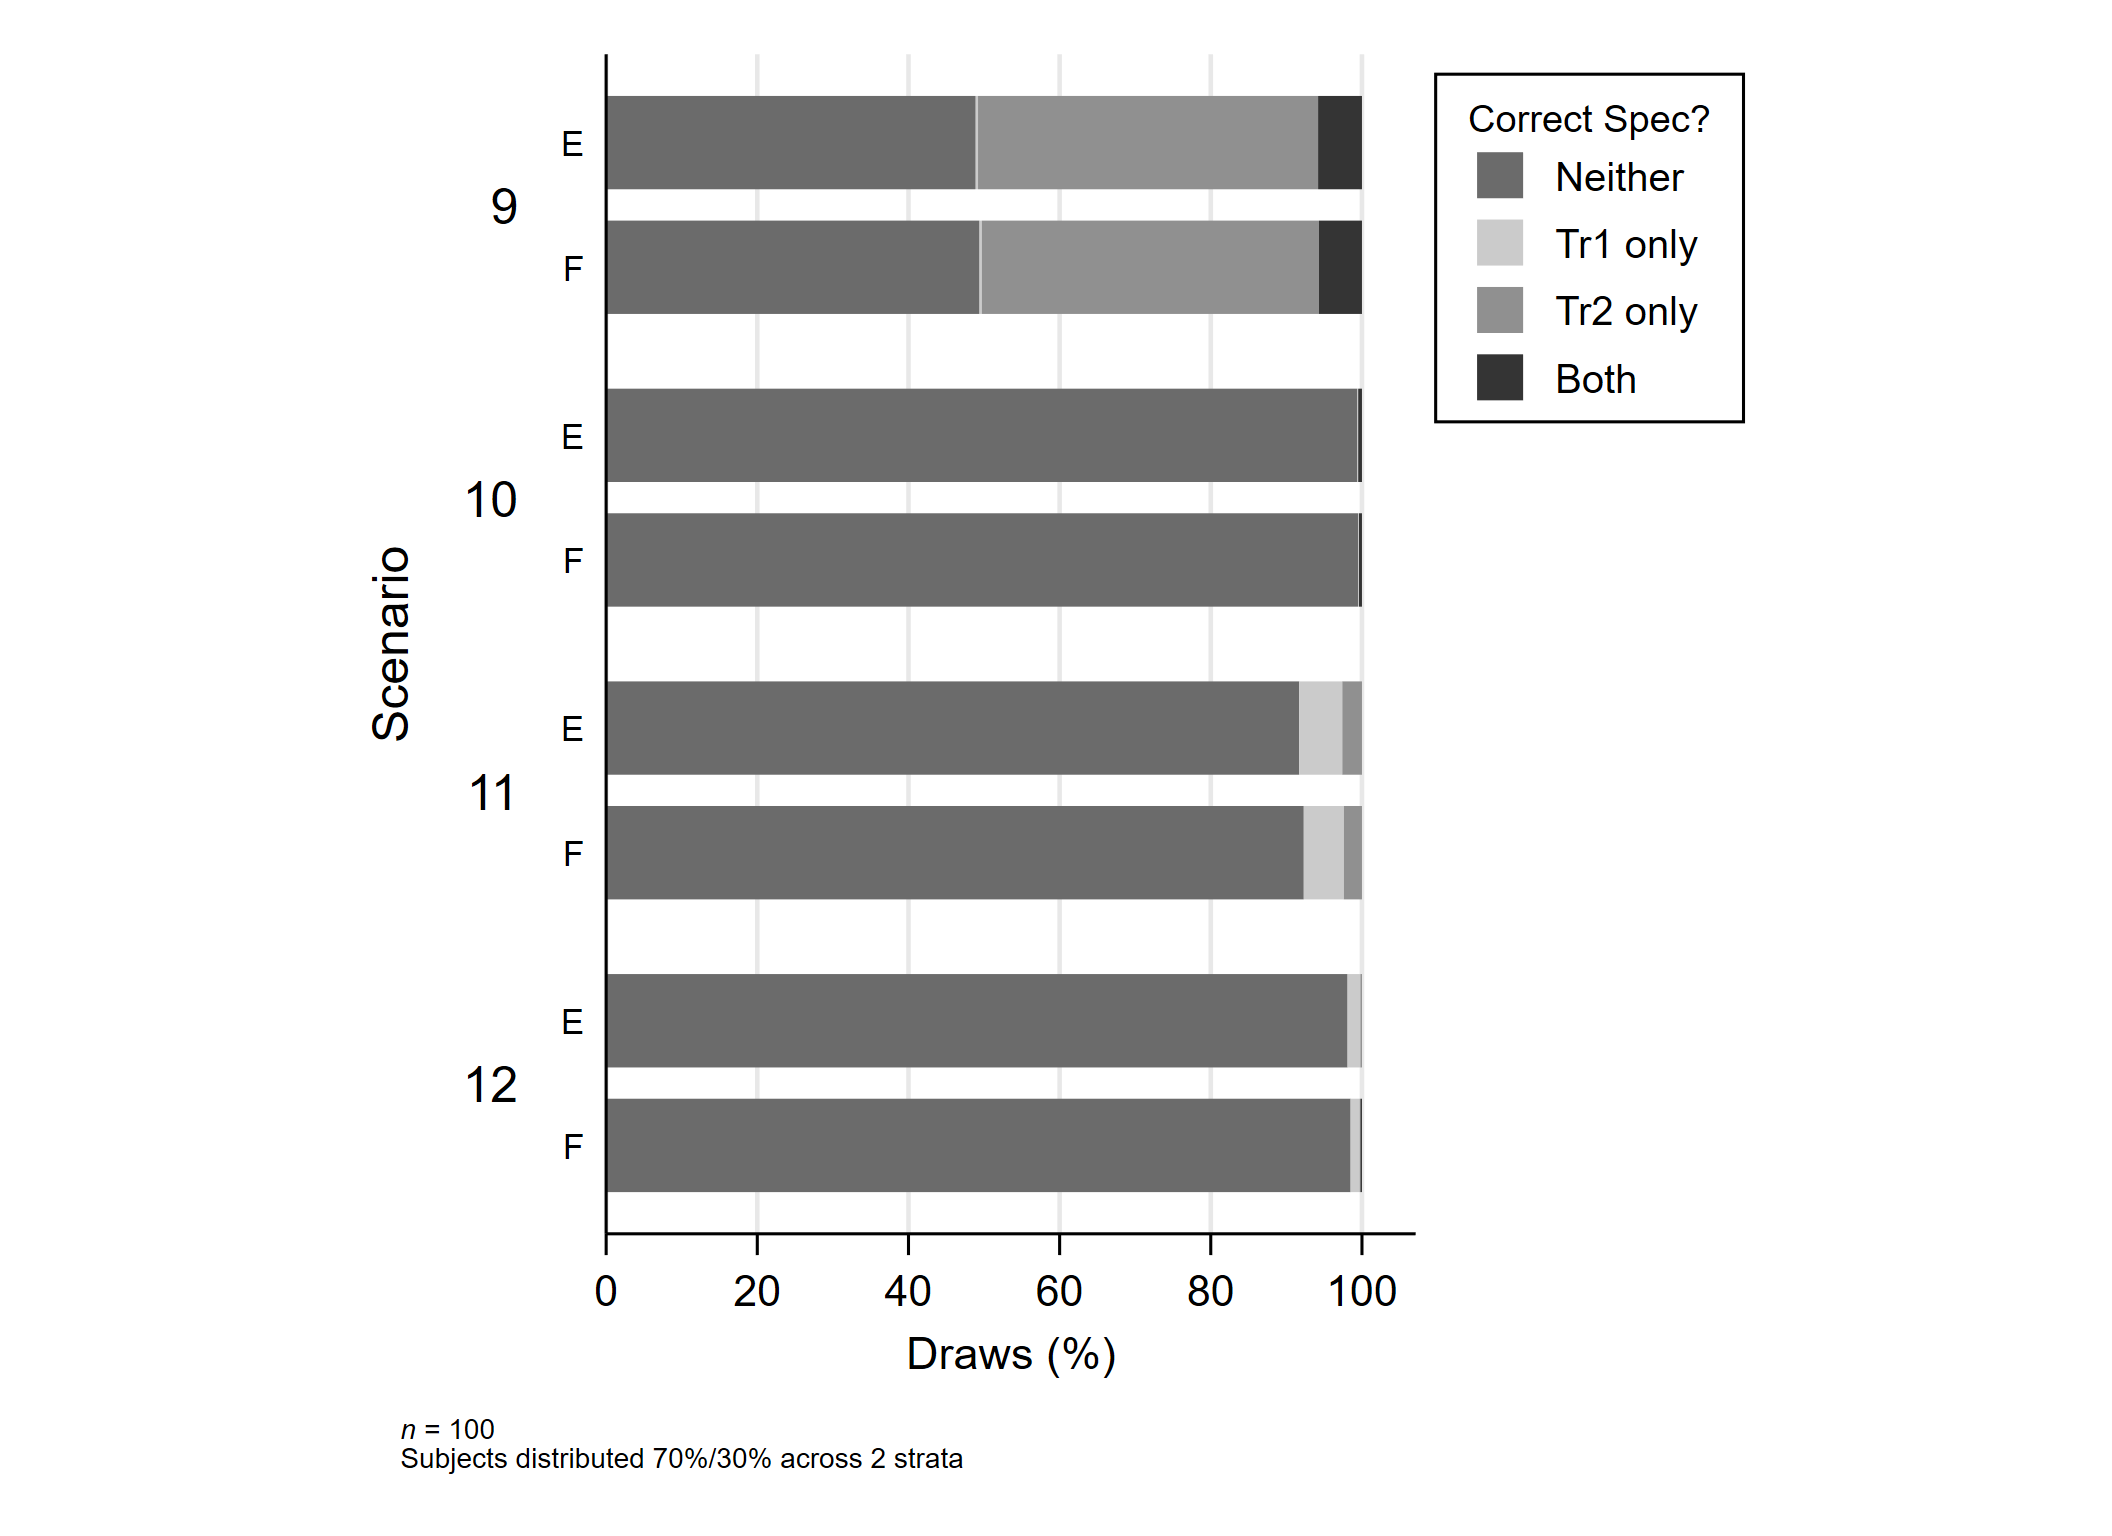 Correct Spec?
Neither
Tr1 only
Tr2 only
Both
Scenario
9
E
F
10
E
F
11
E
F
12
E
F
0 20 40 60 80 100
Draws (%)
n = 100
Subjects distributed 70%/30% across 2 strata